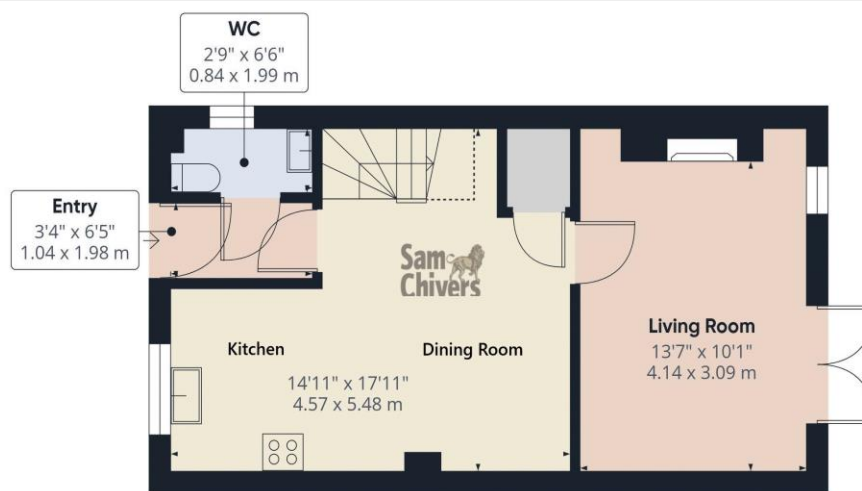 WC
2'9" x 6'6"
0.84 x 1.99 m
Entry
3'4" x 6'5"
1.04 x 1.98 m
Sam
Chivers
Kitchen
Dining Room
14'11" x 17'11"
4.57 x 5.48 m
Living Room
13'7" x 10'1"
4.14 x 3.09 m